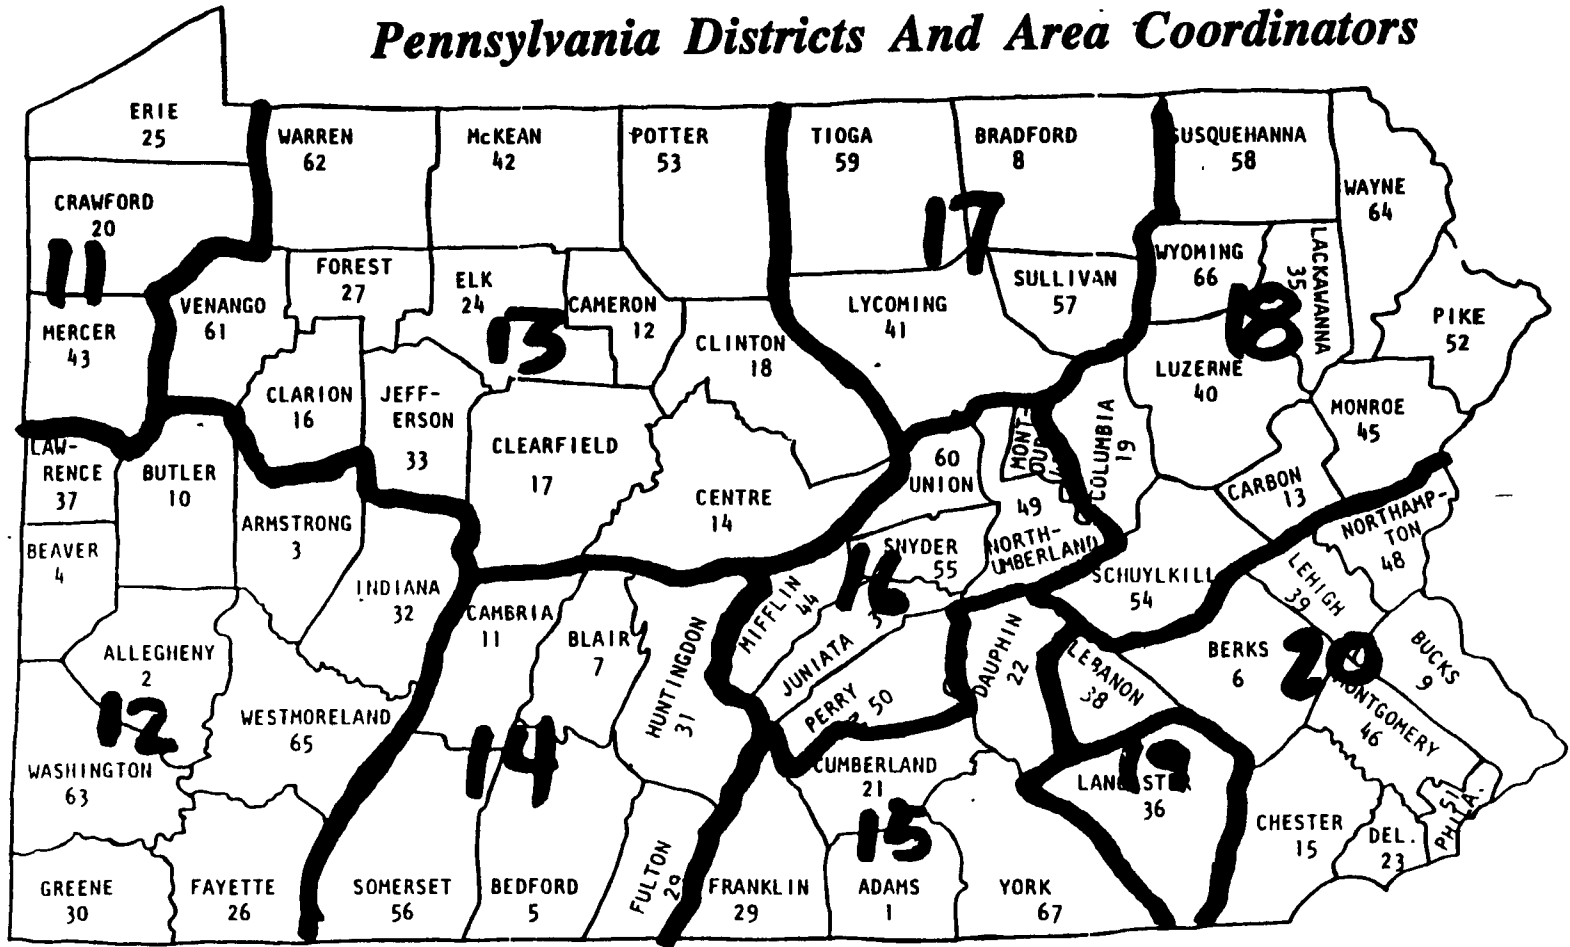 Pennsylvania Districts And Area Coordinators
ERIE
25
WARREN
62
McKEAN
42
POTTER
53
TIOGA
59
BRADFORD
8
SUSQUEHANNA
58
WAYNE
64
CRAWFORD
20
11
17
FOREST
27
ELK
24
CAMERON
12
VENANGO
61
SULLIVAN
57
WYOMING
66
LACKAWANNA
35
LYCOMING
41
18
PIKE
52
MERCER
43
13
CLINTON
18
LUZERNE
40
CLARION
16
JEFF-
ERSON
33
MONROE
45
COLUMBIA
19
LAW-
RENCE
37
BUTLER
10
CLEARFIELD
17
60
UNION
MONT-
CENTRE
14
49
NORTH-
UMBERLAND
CARBON
13
NORTHAMP-
TON
48
ARMSTRONG
3
BEAVER
4
SNYDER
55
16
INDIANA
32
CAMBRIA
11
MIFFLIN
44
SCHUYLKILL
54
LEHIGH
39
ALLEGHENY
2
BLAIR
7
HUNTINGDON
31
JUNIATA
PERRY
50
DAUPHIN
22
LEBANON
38
BERKS
6
20
BUCKS
9
12
WESTMORELAND
65
14
MONTGOMERY
46
WASHINGTON
63
CUMBERLAND
21
15
LANCASTER
36
19
CHESTER
15
DEL.
23
PHILA.
51
GREENE
30
FAYETTE
26
SOMERSET
56
BEDFORD
5
FULTON
29
FRANKLIN
29
ADAMS
1
YORK
67